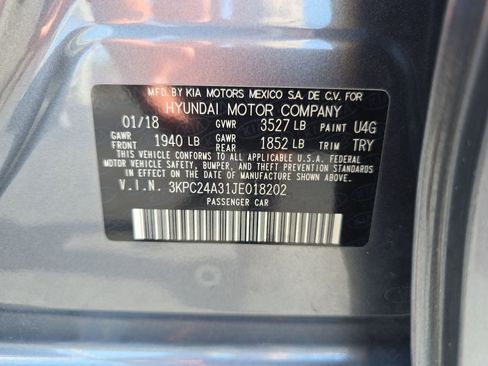 MFD. BY KIA MOTORS MEXICO S.A. DE C.V. FOR
HYUNDAI MOTOR COMPANY
01/18 GVWR 3527 LB PAINT U4G
GAWR FRONT 1940 LB GAWR REAR 1852 LB TRIM TRY
THIS VEHICLE CONFORMS TO ALL APPLICABLE U.S.A. FEDERAL
MOTOR VEHICLE SAFETY, BUMPER, AND THEFT PREVENTION
STANDARDS IN EFFECT ON THE DATE OF MANUFACTURE SHOWN ABOVE.
V.I.N. 3KPC24A31JE018202
PASSENGER CAR